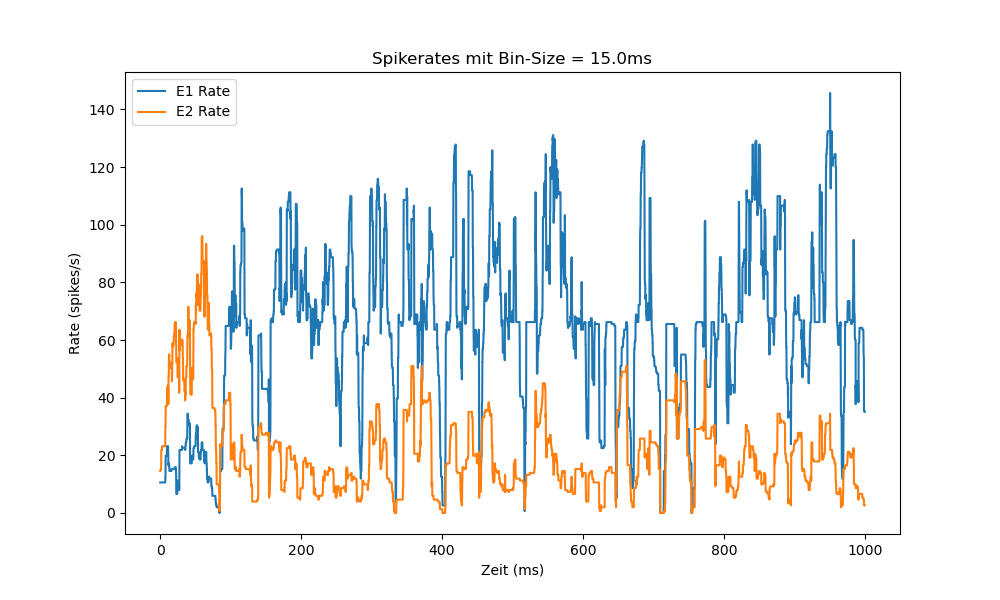 Spikerates mit Bin-Size = 15.0ms
E1 Rate
E2 Rate
Rate (spikes/s)
140
120
100
80
60
40
20
0
0 200 400 600 800 1000
Zeit (ms)